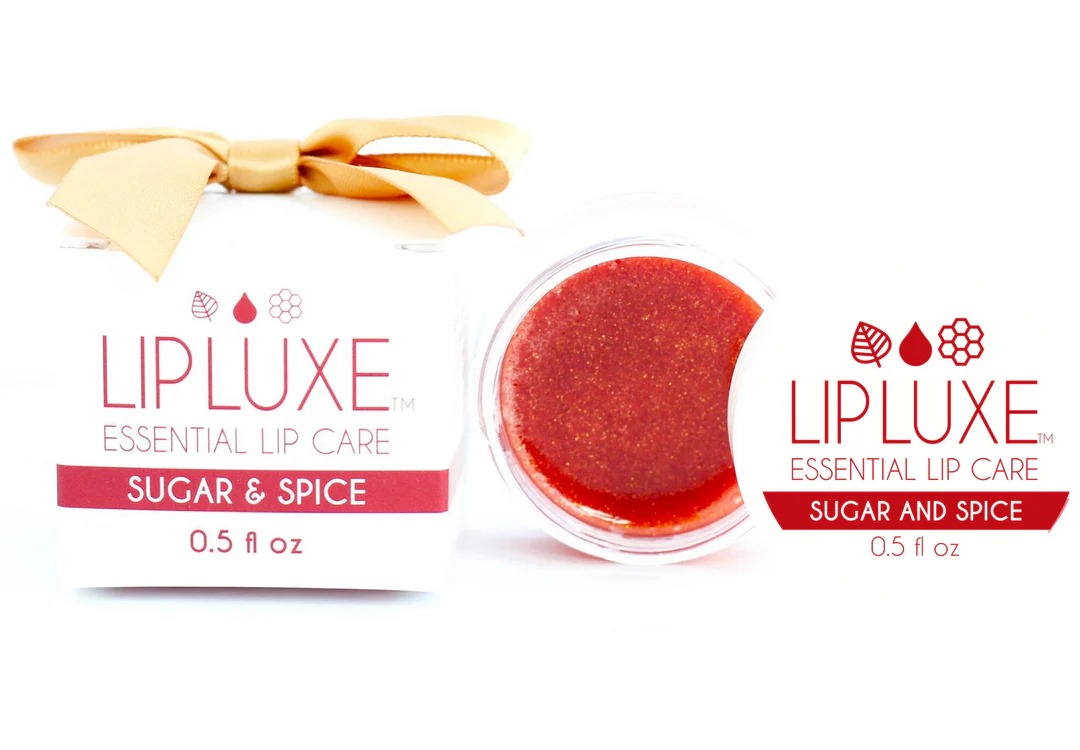 LIPLUXE™
ESSENTIAL LIP CARE
SUGAR & SPICE
0.5 fl oz
LIPLUXE™
ESSENTIAL LIP CARE
SUGAR AND SPICE
0.5 fl oz